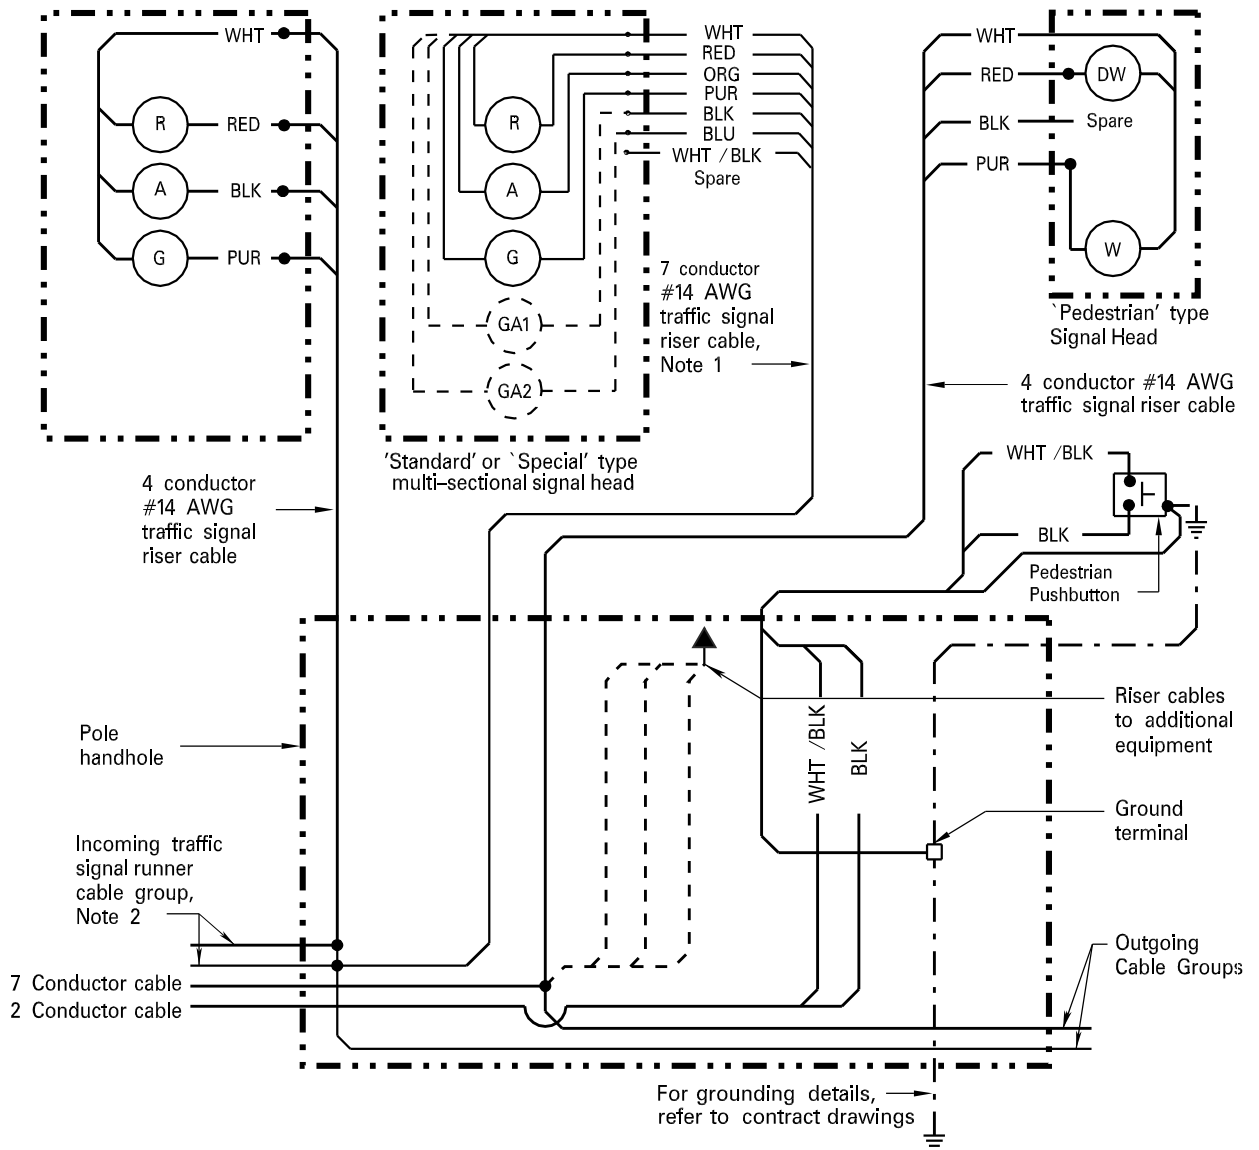 WHT
R
RED
A
BLK
G
PUR
4 conductor
#14 AWG
traffic signal
riser cable
R
A
G
GA1
GA2
'Standard' or `Special' type
multi–sectional signal head
WHT
RED
ORG
PUR
BLK
BLU
WHT /BLK
Spare
7 conductor
#14 AWG
traffic signal
riser cable,
Note 1
WHT
RED
DW
BLK
Spare
PUR
W
`Pedestrian' type
Signal Head
4 conductor #14 AWG
traffic signal riser cable
WHT /BLK
BLK
Pedestrian
Pushbutton
Pole
handhole
WHT /BLK
BLK
Riser cables
to additional
equipment
Ground
terminal
Incoming traffic
signal runner
cable group,
Note 2
7 Conductor cable
2 Conductor cable
Outgoing
Cable Groups
For grounding details,
refer to contract drawings